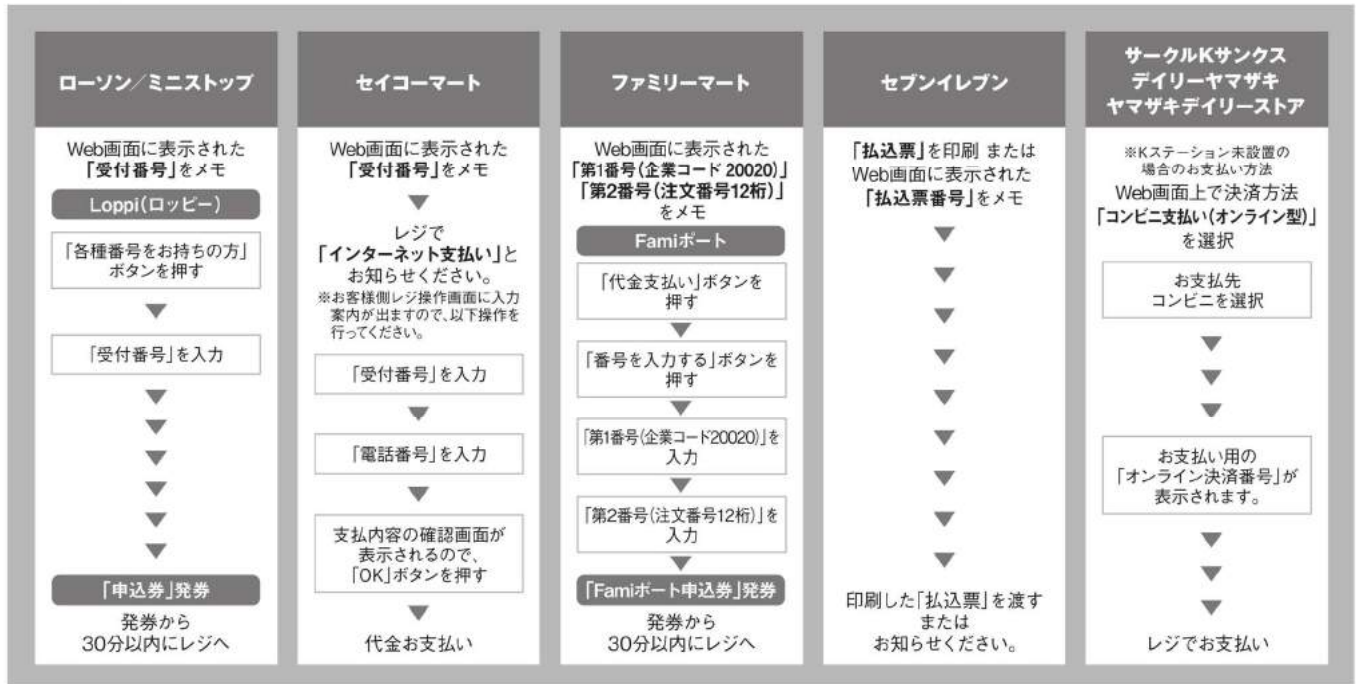 ローソン／ミニストップ
Web画面に表示された
「受付番号」をメモ
Loppi(ロッピー)
「各種番号をお持ちの方」
ボタンを押す
「受付番号」を入力
「申込券」発券
発券から
30分以内にレジへ
セイコーマート
Web画面に表示された
「受付番号」をメモ
レジで
「インターネット支払い」と
お知らせください。
※お客様側レジ操作画面に入力
案内が出ますので、以下操作を
行ってください。
「受付番号」を入力
「電話番号」を入力
支払内容の確認画面が
表示されるので、
「OK」ボタンを押す
代金お支払い
ファミリーマート
Web画面に表示された
「第1番号(企業コード 20020)」
「第2番号(注文番号12桁)」
をメモ
Famiポート
「代金支払い」ボタンを
押す
「番号を入力する」ボタンを
押す
「第1番号(企業コード20020)」を
入力
「第2番号(注文番号12桁)」を
入力
「Famiポート申込券」発券
発券から
30分以内にレジへ
セブンイレブン
「払込票」を印刷 または
Web画面に表示された
「払込票番号」をメモ
印刷した「払込票」を渡す
または
お知らせください。
サークルKサンクス
デイリーヤマザキ
ヤマザキデイリーストア
※Kステーション未設置の
場合のお支払い方法
Web画面上で決済方法
「コンビニ支払い(オンライン型)」
を選択
お支払先
コンビニを選択
お支払い用の
「オンライン決済番号」が
表示されます。
レジでお支払い